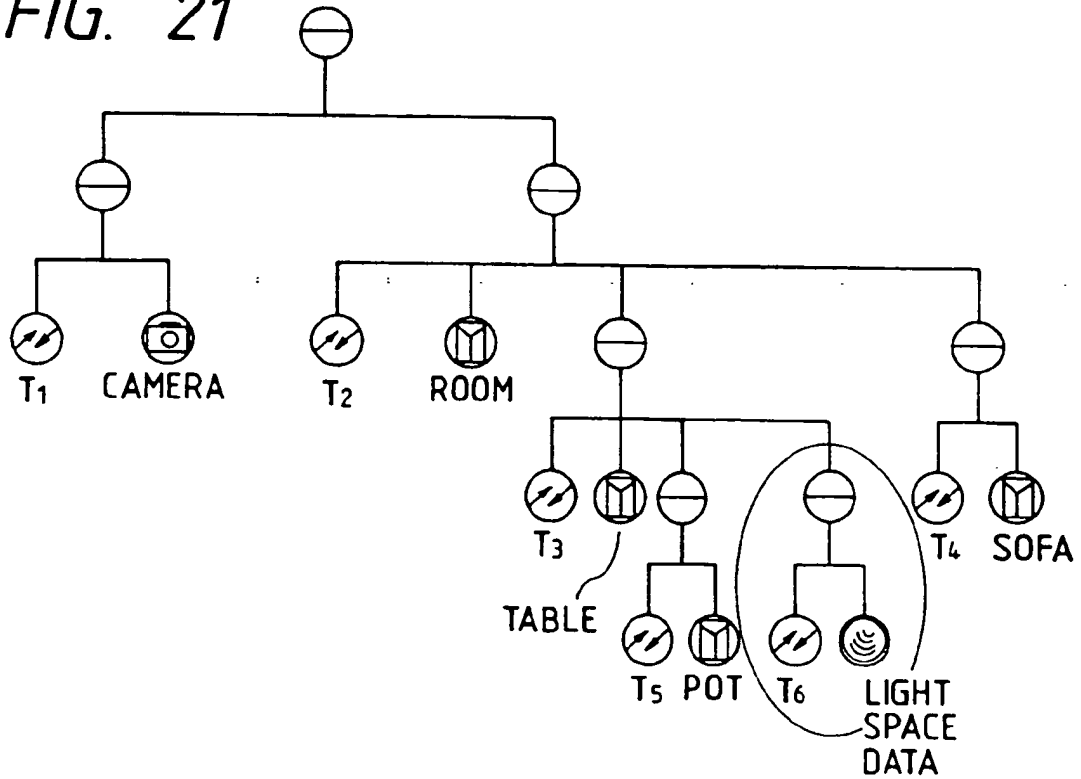 FIG. 21
T1
CAMERA
T2
ROOM
T3
TABLE
T4
SOFA
T5
POT
T6
LIGHT
SPACE
DATA